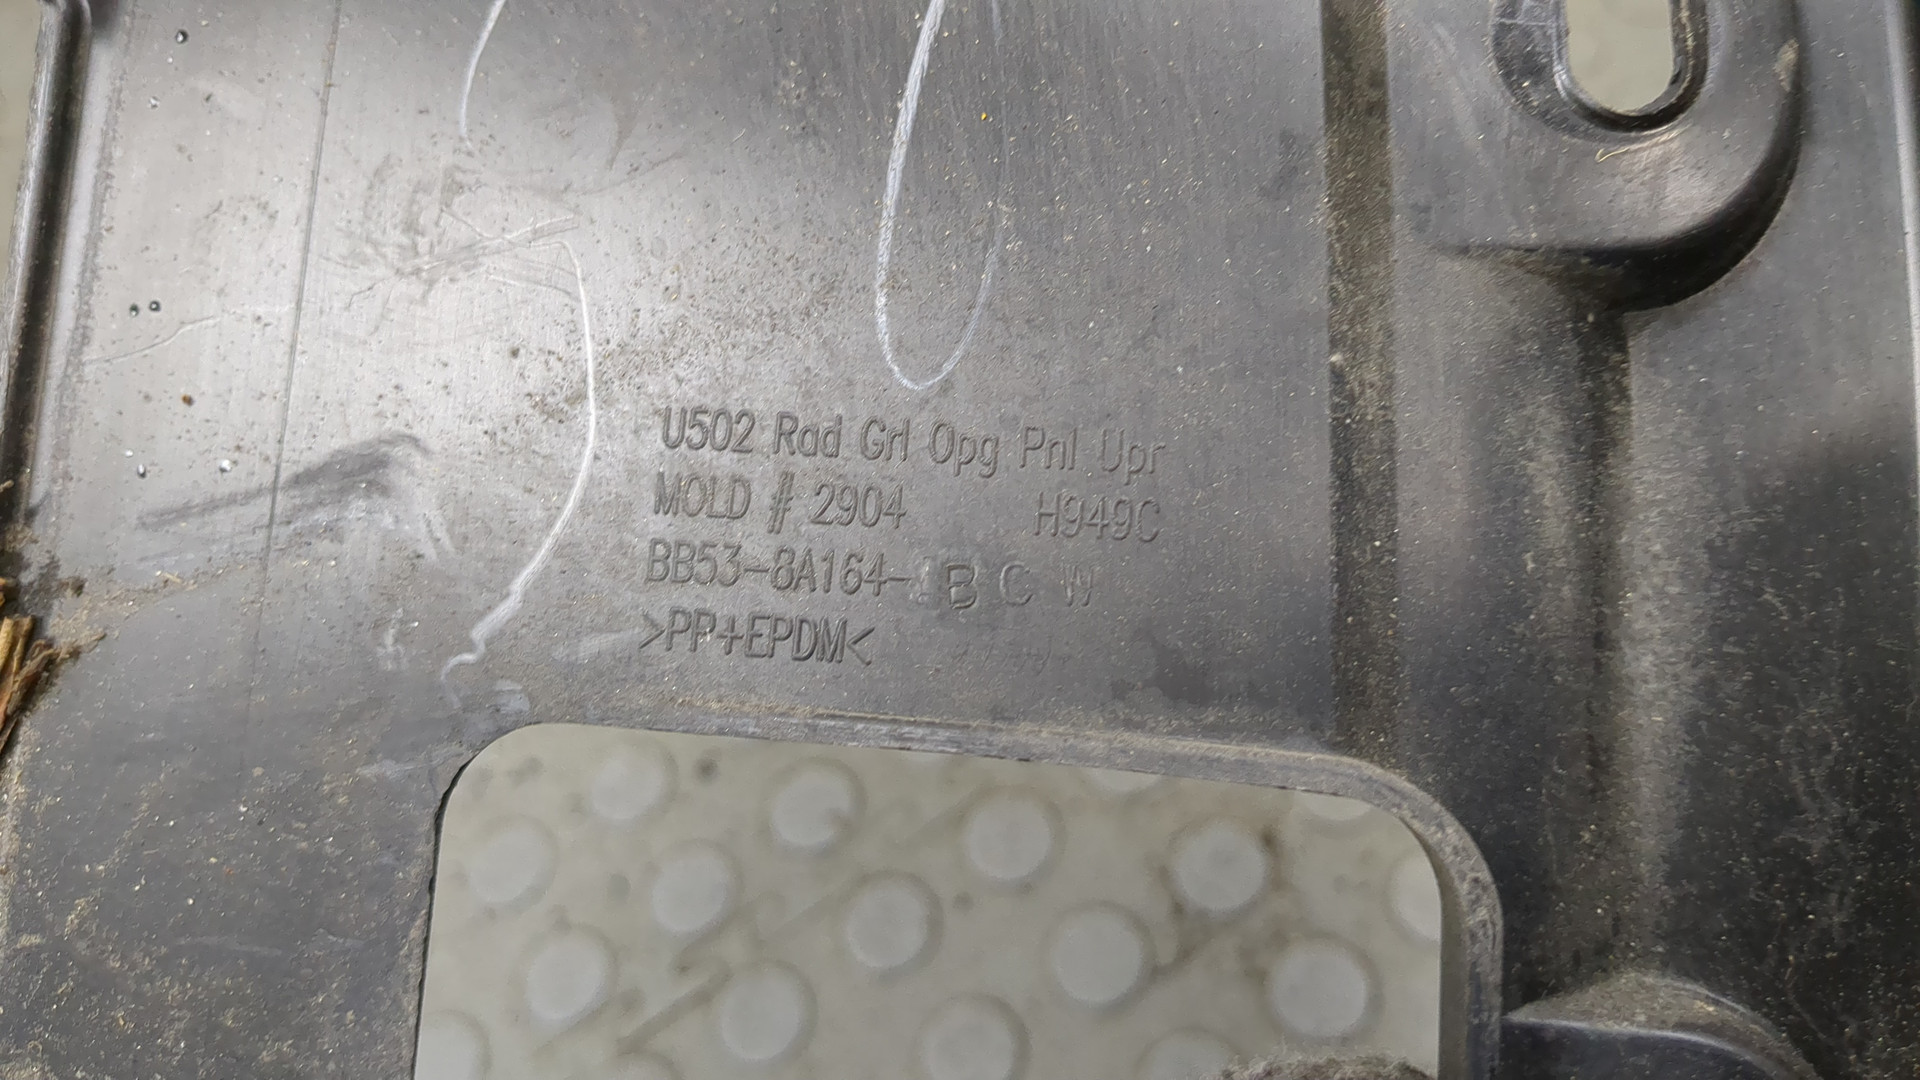 U502 Rad Grl Opg Pnl Upr
MOLD # 2904 H949C
BB53-8A164-BCW
>PP+EPDM<